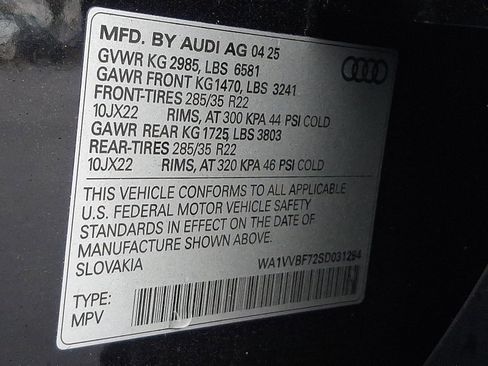 MFD. BY AUDI AG 04 25
GVWR KG 2985, LBS 6581
GAWR FRONT KG 1470, LBS 3241
FRONT-TIRES 285/35 R22
10JX22 RIMS, AT 300 KPA 44 PSI COLD
GAWR REAR KG 1725, LBS 3803
REAR-TIRES 285/35 R22
10JX22 RIMS, AT 320 KPA 46 PSI COLD
THIS VEHICLE CONFORMS TO ALL APPLICABLE
U.S. FEDERAL MOTOR VEHICLE SAFETY
STANDARDS IN EFFECT ON THE DATE OF
MANUFACTURE SHOWN ABOVE.
SLOVAKIA WA1VVBF72SD031294
TYPE:
MPV